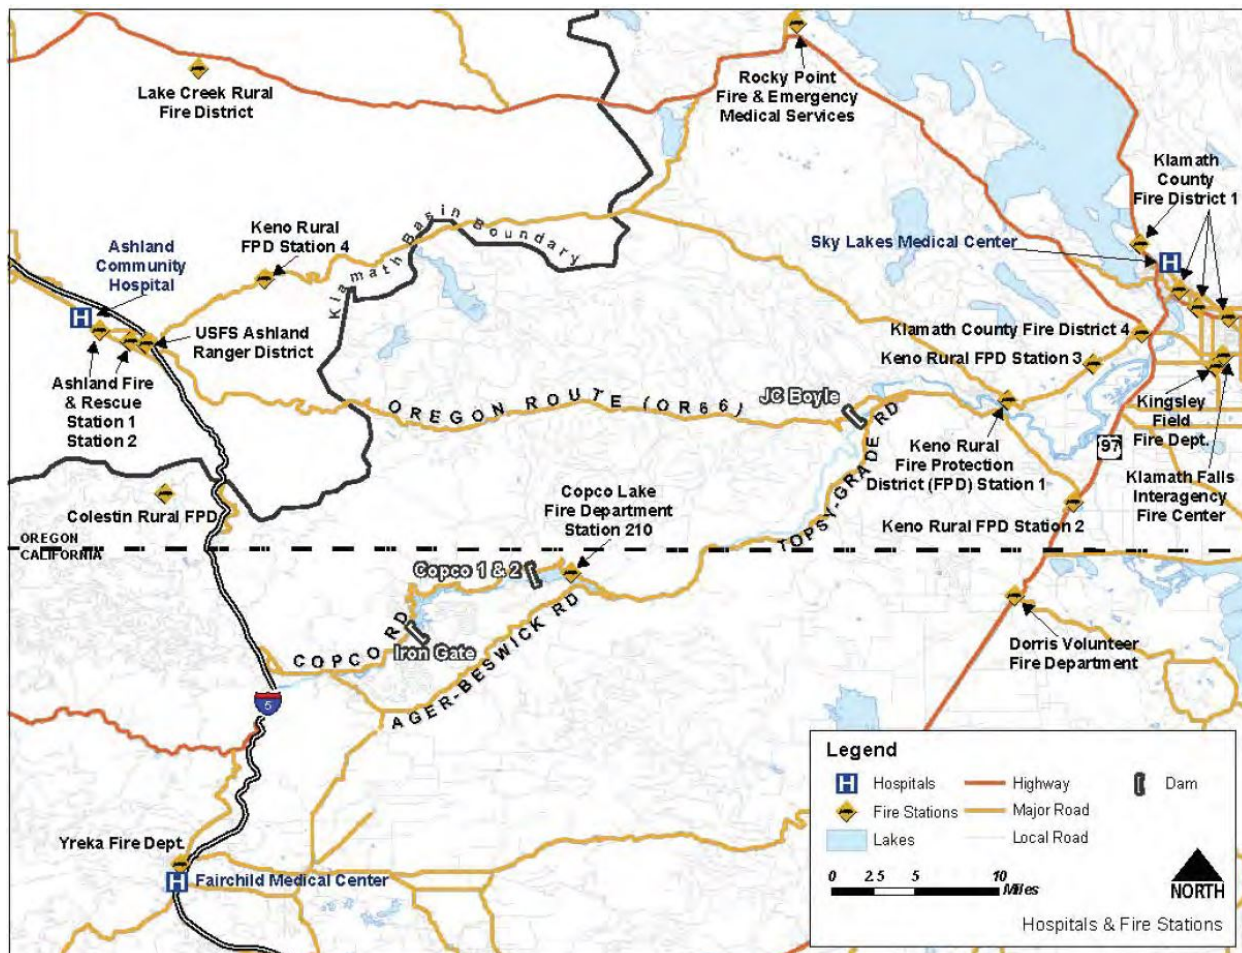 Lake Creek Rural
Fire District
Rocky Point
Fire & Emergency
Medical Services
Klamath
County
Fire District 1
Keno Rural
FPD Station 4
Klamath Basin Boundary
Ashland
Community
Hospital
Sky Lakes Medical Center
USFS Ashland
Ranger District
Klamath County Fire District 4
Keno Rural FPD Station 3
Ashland Fire
& Rescue
Station 1
Station 2
OREGON ROUTE (OR66)
JC Boyle
TOPSY-GRADE RD
Kingsley
Field
Fire Dept.
97
Keno Rural
Fire Protection
District (FPD) Station 1
Klamath Falls
Interagency
Fire Center
Colestin Rural FPD
Copco Lake
Fire Department
Station 210
Keno Rural FPD Station 2
OREGON
CALIFORNIA
Copco 1 & 2
COPCO RD
Iron Gate
AGER-BESWICK RD
Dorris Volunteer
Fire Department
5
Yreka Fire Dept.
H Fairchild Medical Center
Legend
H Hospitals
Highway
Dam
Fire Stations
Major Road
Lakes
Local Road
0 2.5 5 10
Miles
NORTH
Hospitals & Fire Stations